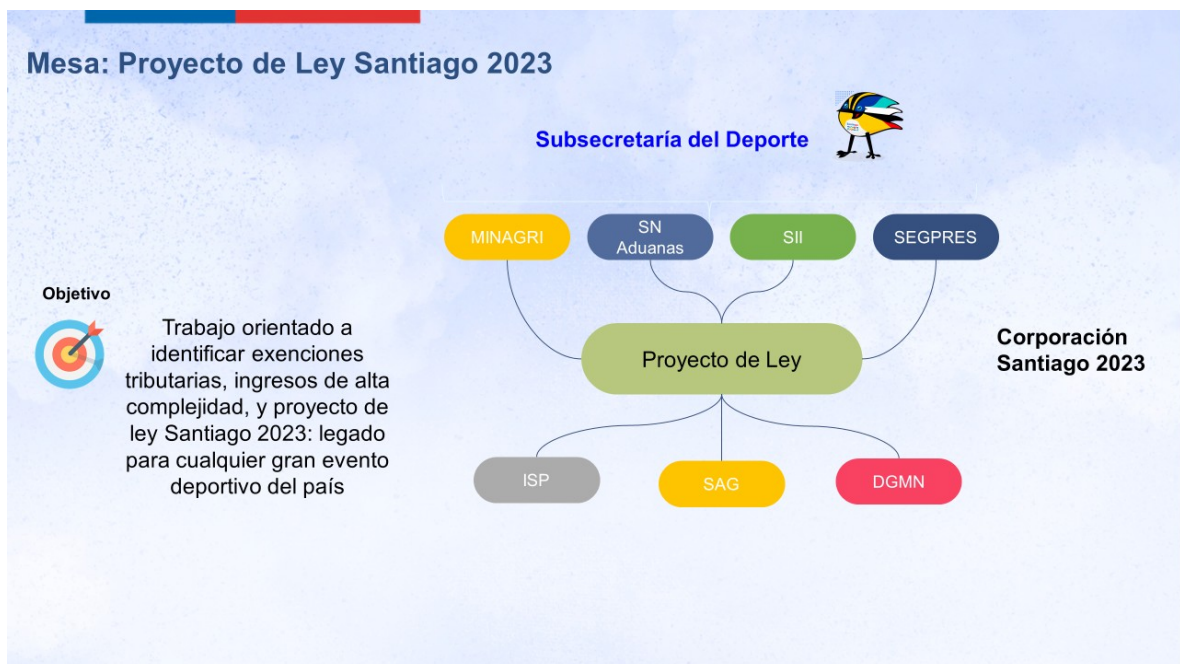 Mesa: Proyecto de Ley Santiago 2023
Subsecretaría del Deporte
MINAGRI
SN
Aduanas
SII
SEGPRES
Objetivo
Trabajo orientado a
identificar exenciones
tributarias, ingresos de alta
complejidad, y proyecto de
ley Santiago 2023: legado
para cualquier gran evento
deportivo del país
Proyecto de Ley
Corporación
Santiago 2023
ISP
SAG
DGMN